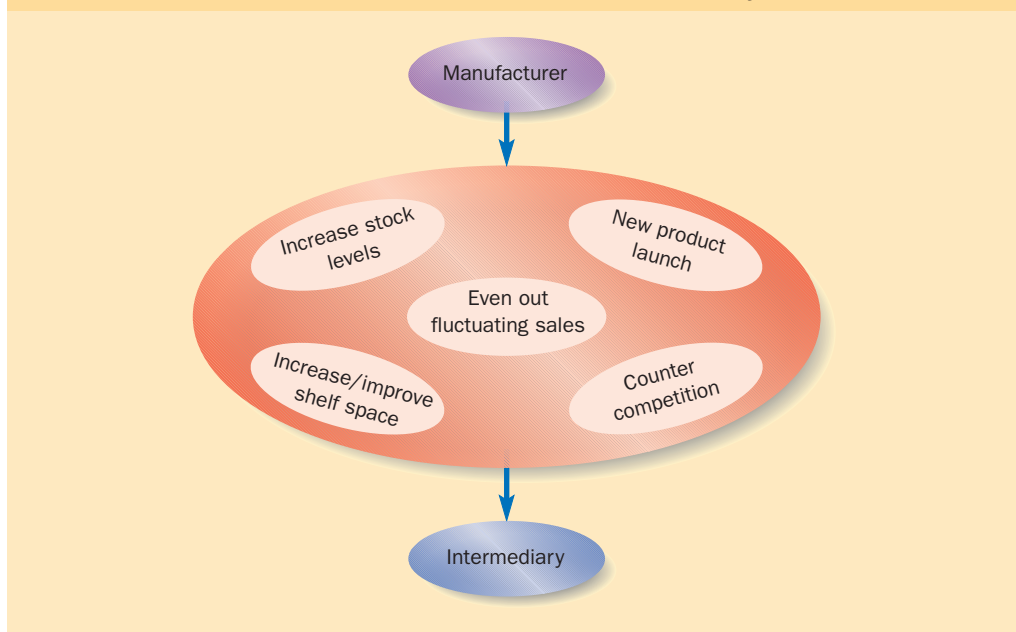 Manufacturer
Increase stock
levels
New product
launch
Even out
fluctuating sales
Increase/improve
shelf space
Counter
competition
Intermediary